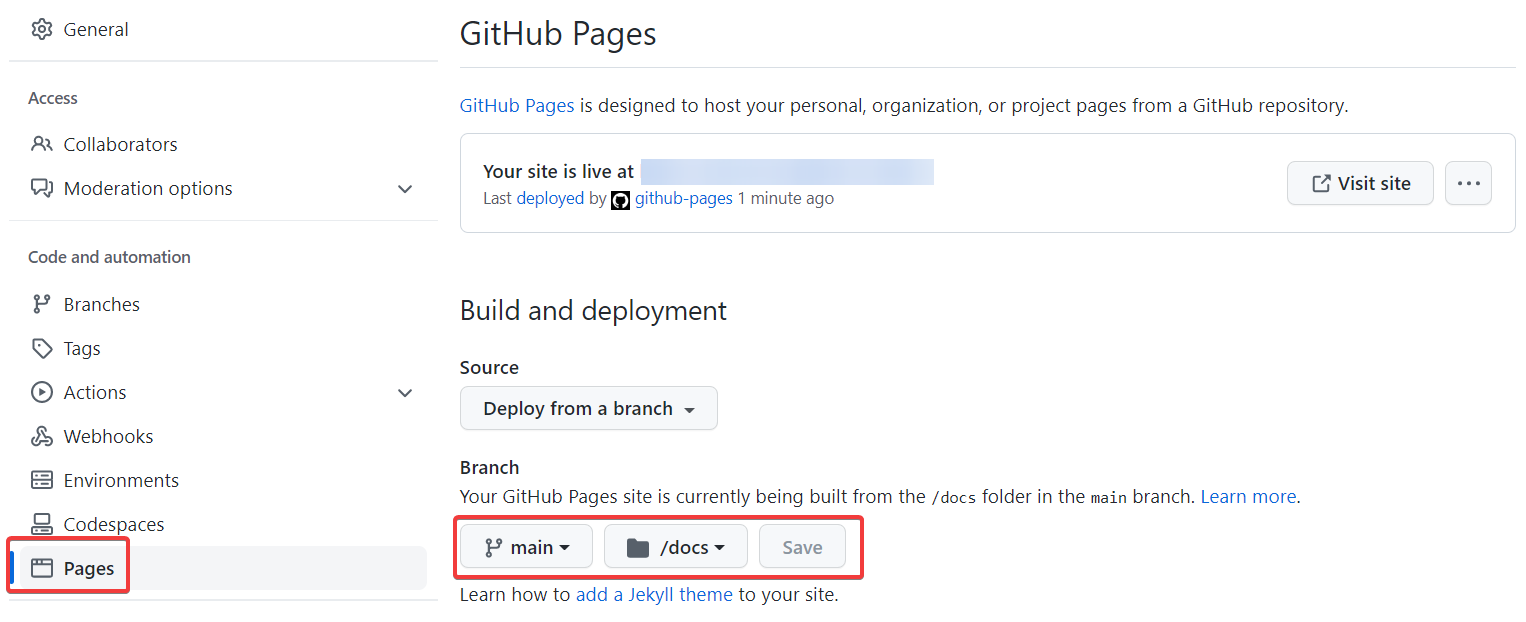 General
Access
Collaborators
Moderation options
Code and automation
Branches
Tags
Actions
Webhooks
Environments
Codespaces
Pages
GitHub Pages
GitHub Pages is designed to host your personal, organization, or project pages from a GitHub repository.
Your site is live at
Last deployed by github-pages 1 minute ago
Visit site
Build and deployment
Source
Deploy from a branch
Branch
Your GitHub Pages site is currently being built from the /docs folder in the main branch. Learn more.
main /docs Save
Learn how to add a Jekyll theme to your site.